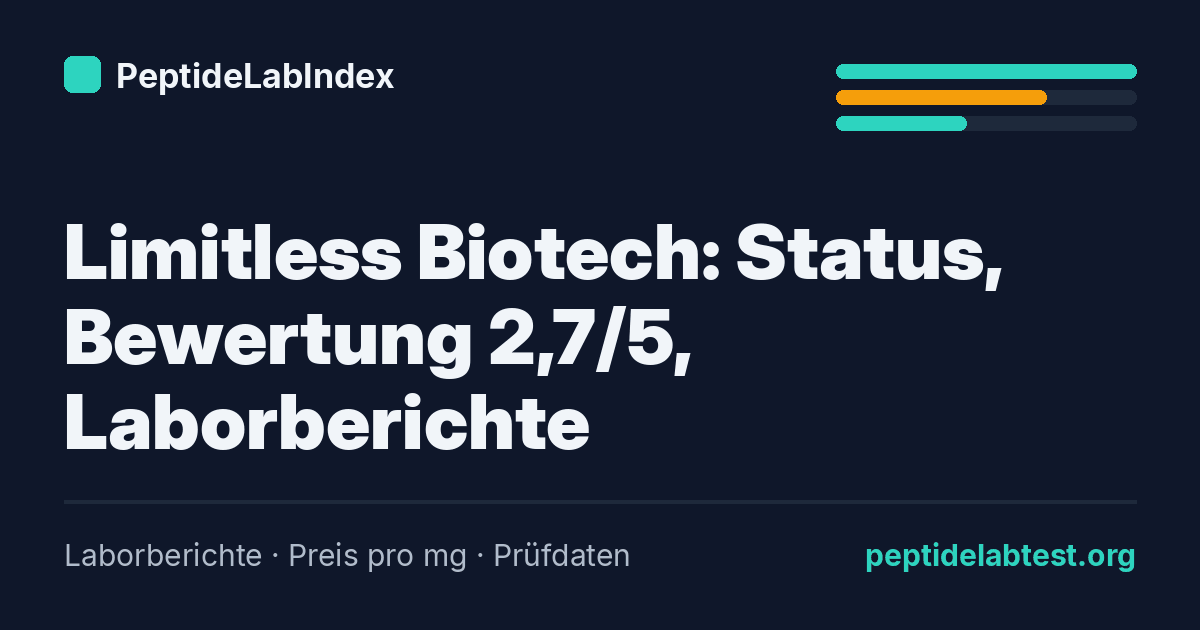 PeptideLabIndex
Limitless Biotech: Status,
Bewertung 2,7/5,
Laborberichte
Laborberichte · Preis pro mg · Prüfdaten
peptidelabtest.org